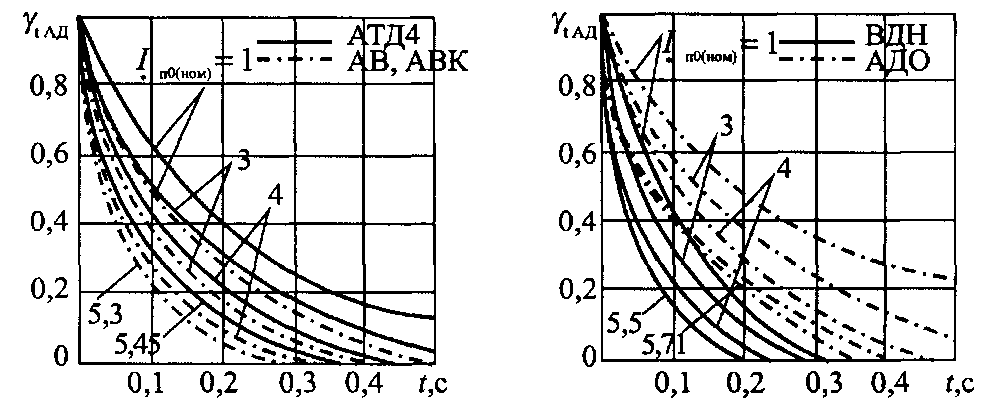 γt АД
İп0(ном) = 1
АТД4
АВ, АВК
0,8
0,6
0,4
0,2
0
3
4
5,3
5,45
0,1 0,2 0,3 0,4 t,с
γt АД
İп0(ном) = 1
ВДН
АДО
0,8
0,6
0,4
0,2
0
3
4
5,5
5,71
0,1 0,2 0,3 0,4 t,с